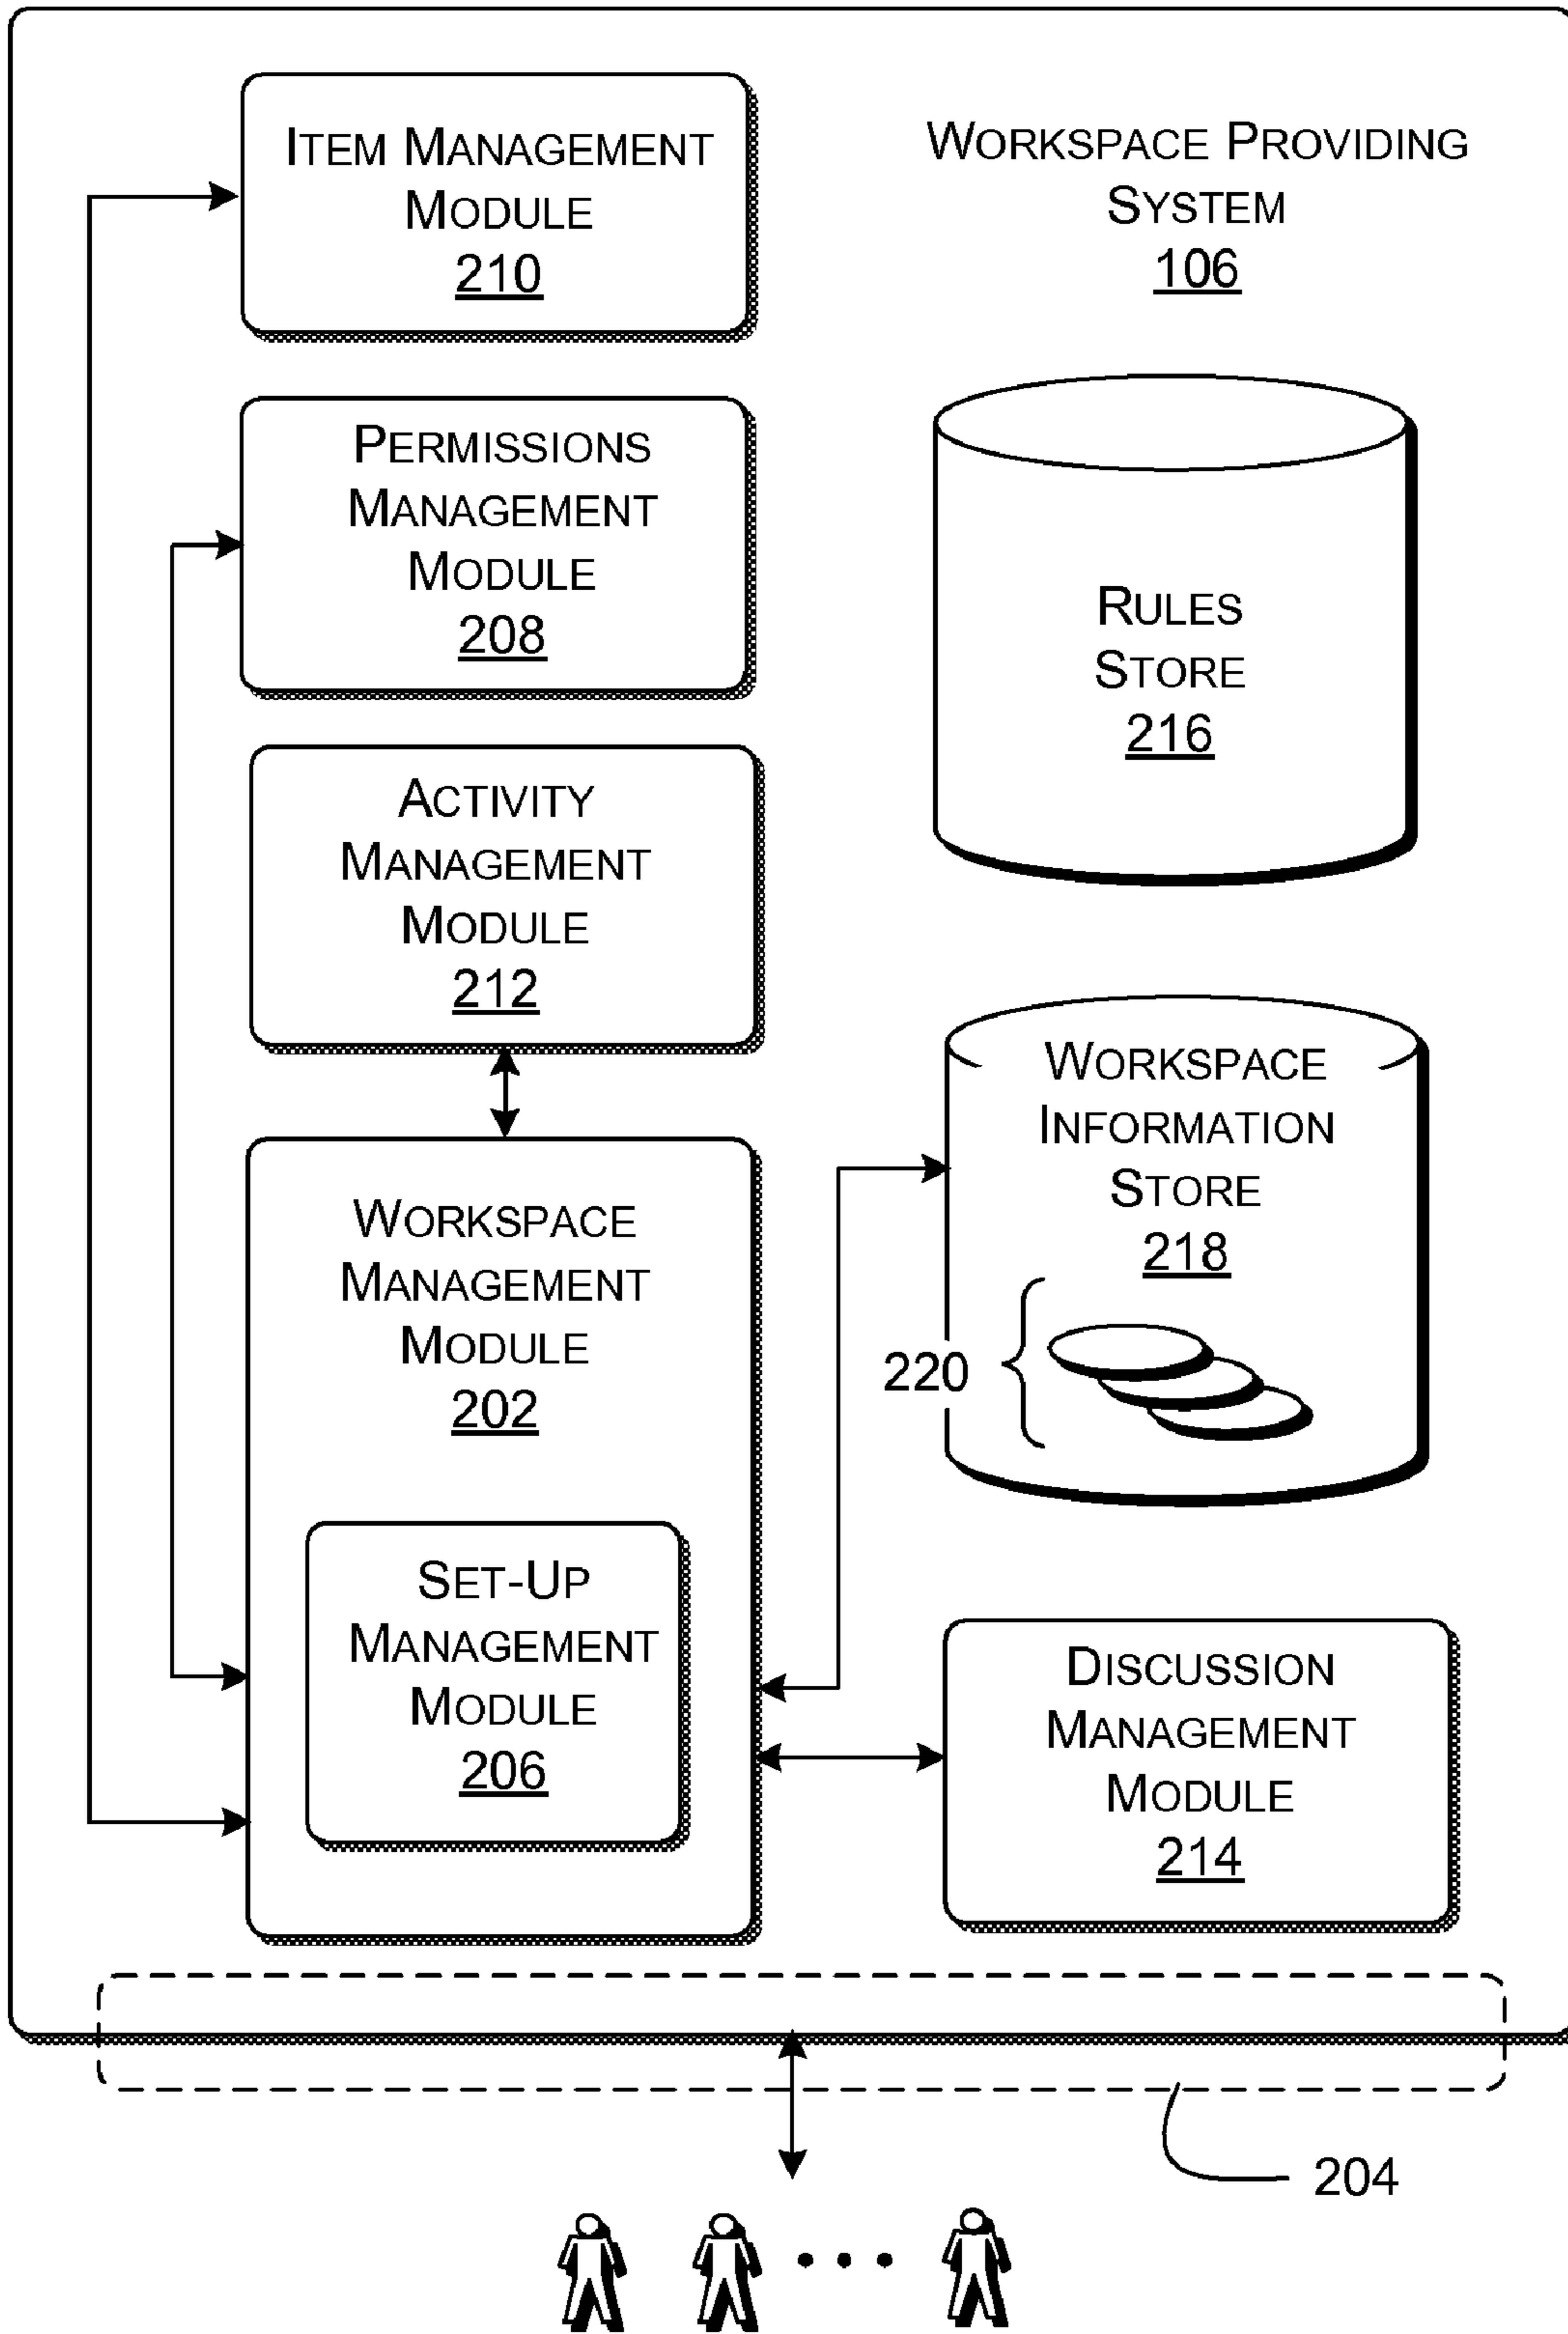 ITEM MANAGEMENT
MODULE
210
WORKSPACE PROVIDING
SYSTEM
106
PERMISSIONS
MANAGEMENT
MODULE
208
RULES
STORE
216
ACTIVITY
MANAGEMENT
MODULE
212
WORKSPACE
INFORMATION
STORE
218
220
WORKSPACE
MANAGEMENT
MODULE
202
SET-UP
MANAGEMENT
MODULE
206
DISCUSSION
MANAGEMENT
MODULE
214
204